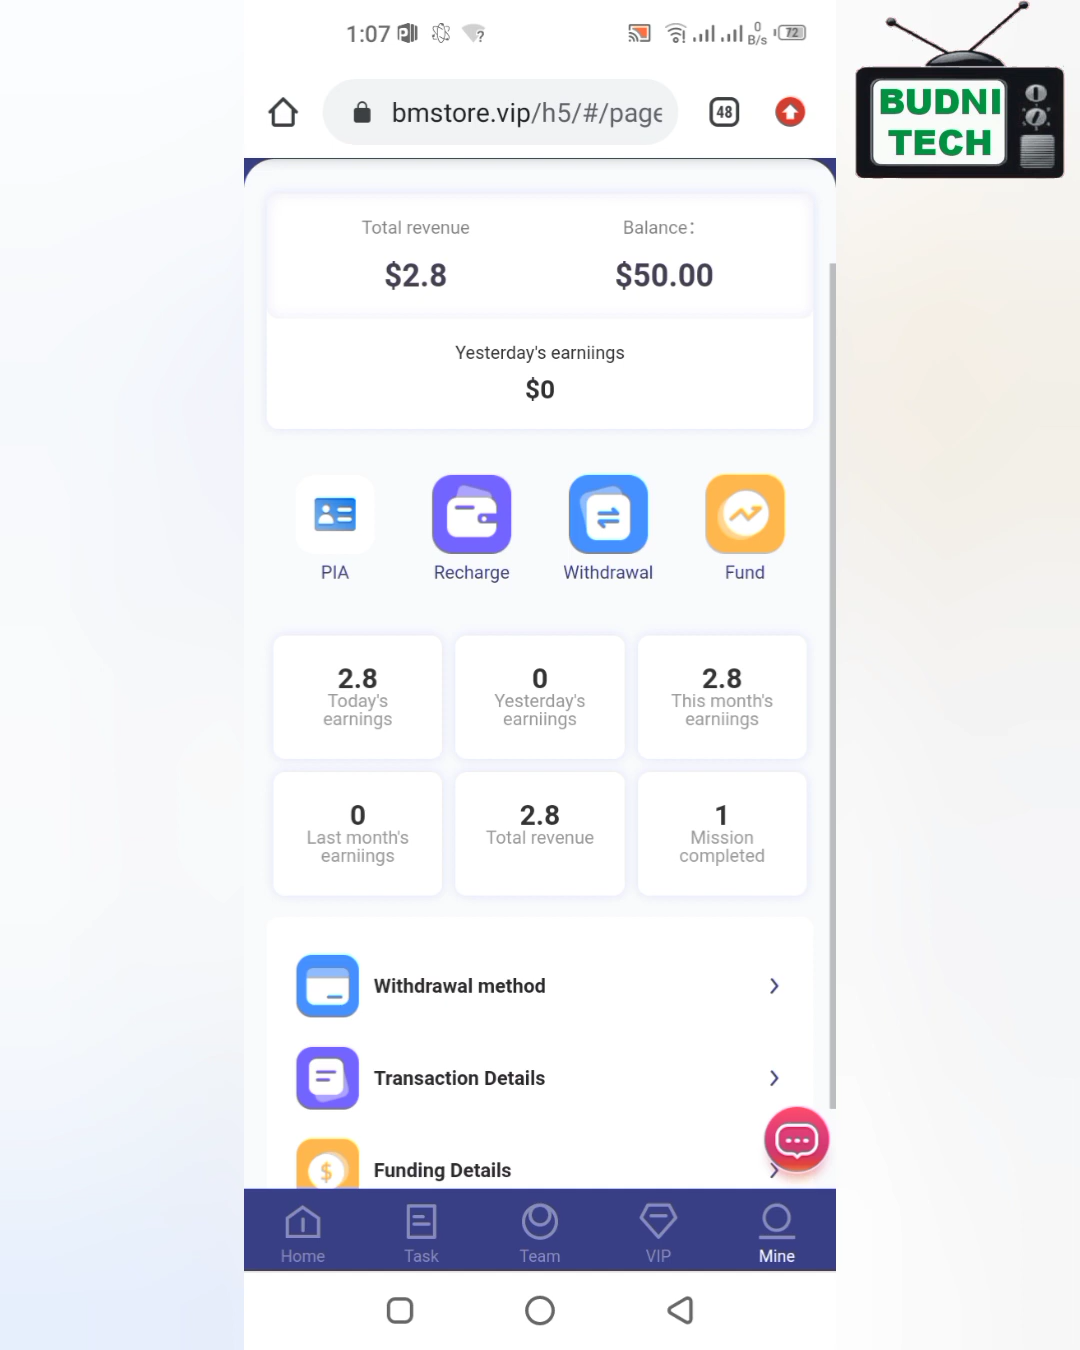 1:07
0
B/s
72
BUDNI
TECH
bmstore.vip/h5/#/page
48
Total revenue
Balance:
$2.8
$50.00
Yesterday's earniings
$0
PIA
Recharge
Withdrawal
Fund
2.8
Today's
earnings
0
Yesterday's
earniings
2.8
This month's
earniings
0
Last month's
earniings
2.8
Total revenue
1
Mission
completed
Withdrawal method
Transaction Details
Funding Details
Home
Task
Team
VIP
Mine